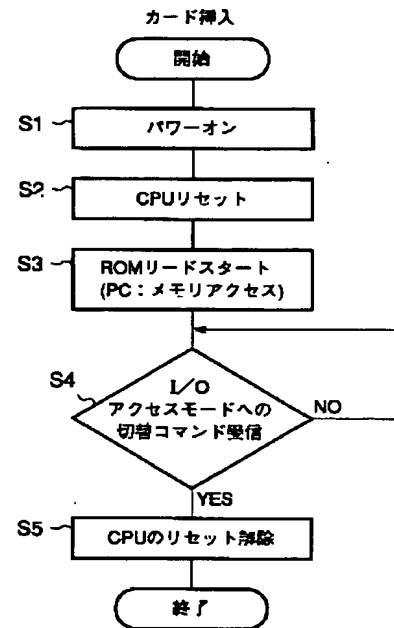 カード挿入
開始
S1
パワーオン
S2
CPUリセット
S3
ROMリードスタート
(PC：メモリアクセス)
S4
I／O
アクセスモードへの
切替コマンド受信
NO
YES
S5
CPUのリセット解除
終了